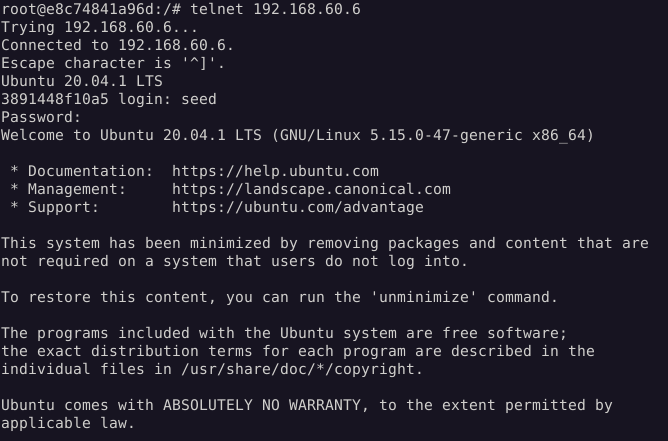 root@e8c74841a96d:/# telnet 192.168.60.6
Trying 192.168.60.6...
Connected to 192.168.60.6.
Escape character is '^]'.
Ubuntu 20.04.1 LTS
3891448f10a5 login: seed
Password:
Welcome to Ubuntu 20.04.1 LTS (GNU/Linux 5.15.0-47-generic x86_64)

 * Documentation:  https://help.ubuntu.com
 * Management:     https://landscape.canonical.com
 * Support:        https://ubuntu.com/advantage

This system has been minimized by removing packages and content that are
not required on a system that users do not log into.

To restore this content, you can run the 'unminimize' command.

The programs included with the Ubuntu system are free software;
the exact distribution terms for each program are described in the
individual files in /usr/share/doc/*/copyright.

Ubuntu comes with ABSOLUTELY NO WARRANTY, to the extent permitted by
applicable law.